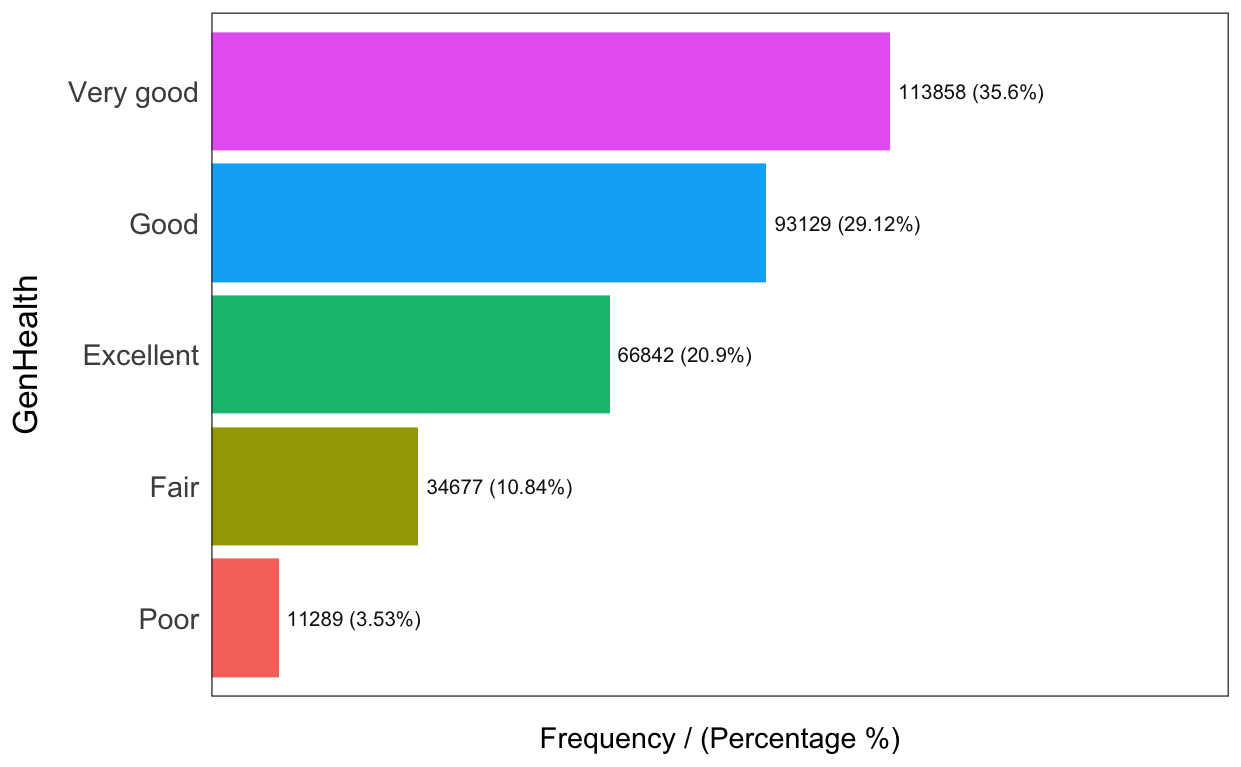 Very good
113858 (35.6%)
Good
93129 (29.12%)
GenHealth
Excellent
66842 (20.9%)
Fair
34677 (10.84%)
Poor
11289 (3.53%)
Frequency / (Percentage %)